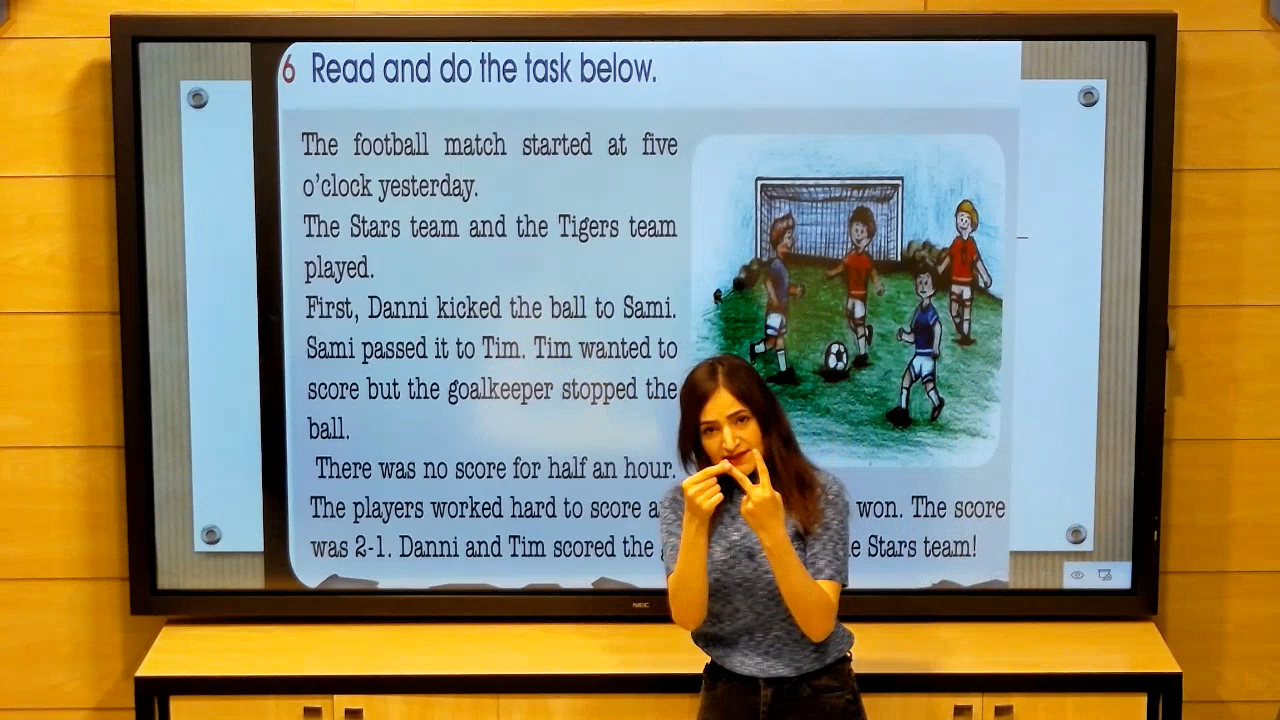 6 Read and do the task below.
The football match started at five
o'clock yesterday.
The Stars team and the Tigers team
played.
First, Danni kicked the ball to Sami.
Sami passed it to Tim. Tim wanted to
score but the goalkeeper stopped the
ball.
There was no score for half an hour.
The players worked hard to score won. The score
was 2-1. Danni and Tim scored the Stars team!
NEC